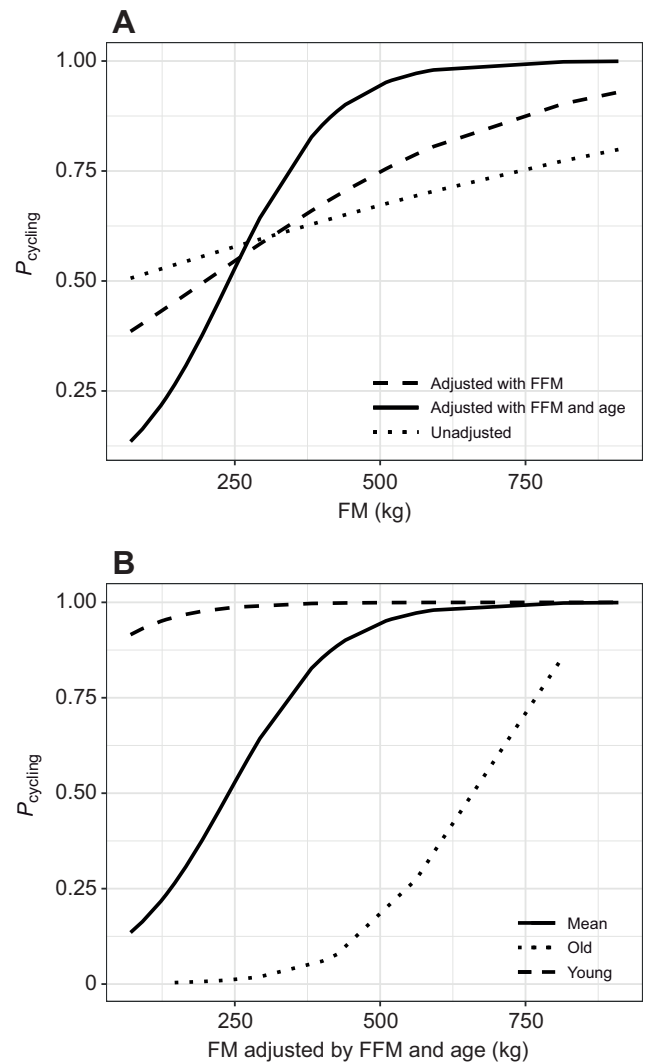 A
1.00
0.75
0.50
0.25
Pcycling
Adjusted with FFM
Adjusted with FFM and age
Unadjusted
250 500 750
FM (kg)
B
1.00
0.75
0.50
0.25
0
Pcycling
Mean
Old
Young
250 500 750
FM adjusted by FFM and age (kg)